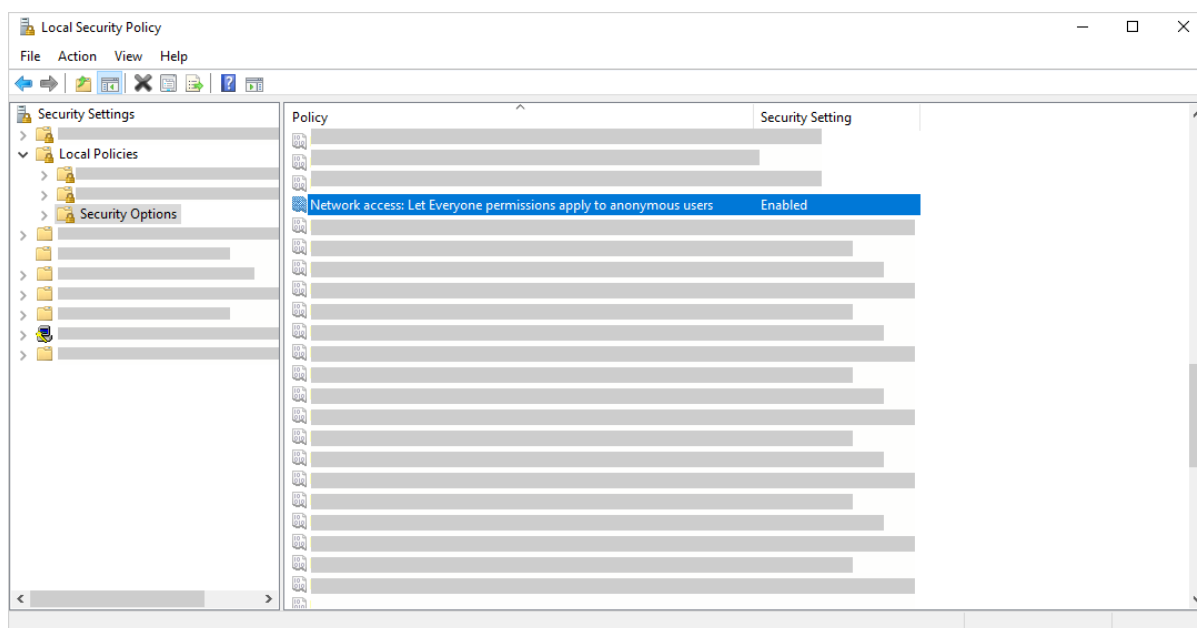 Local Security Policy
File Action View Help
Security Settings
Local Policies
Security Options
Policy Security Setting
Network access: Let Everyone permissions apply to anonymous users Enabled